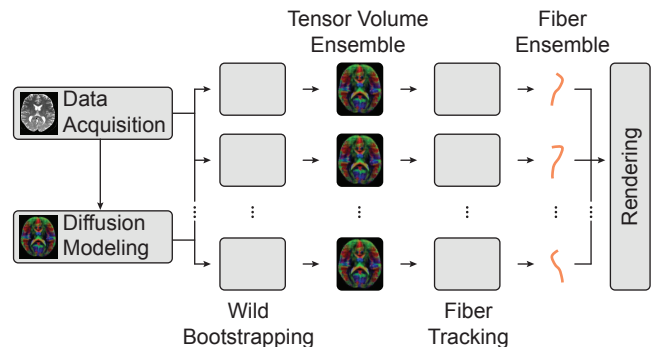 Tensor Volume
Ensemble
Fiber
Ensemble
Data
Acquisition
Diffusion
Modeling
Rendering
Wild
Bootstrapping
Fiber
Tracking